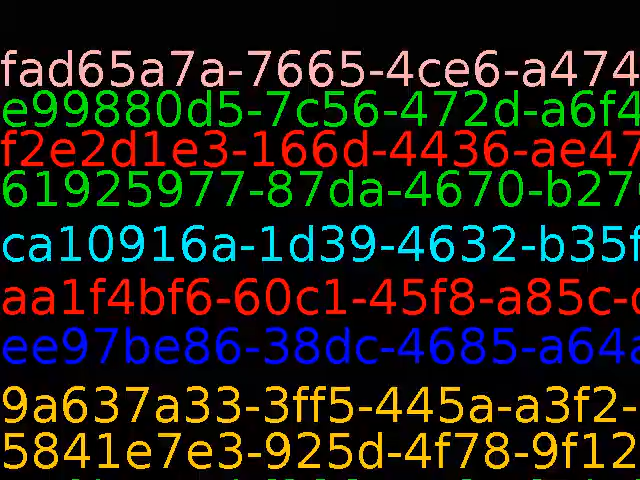 fad65a7a-7665-4ce6-a474
e99880d5-7c56-472d-a6f4
f2e2d1e3-166d-4436-ae47
61925977-87da-4670-b27
ca10916a-1d39-4632-b35f
aa1f4bf6-60c1-45f8-a85c-
ee97be86-38dc-4685-a64a
9a637a33-3ff5-445a-a3f2-
5841e7e3-925d-4f78-9f12